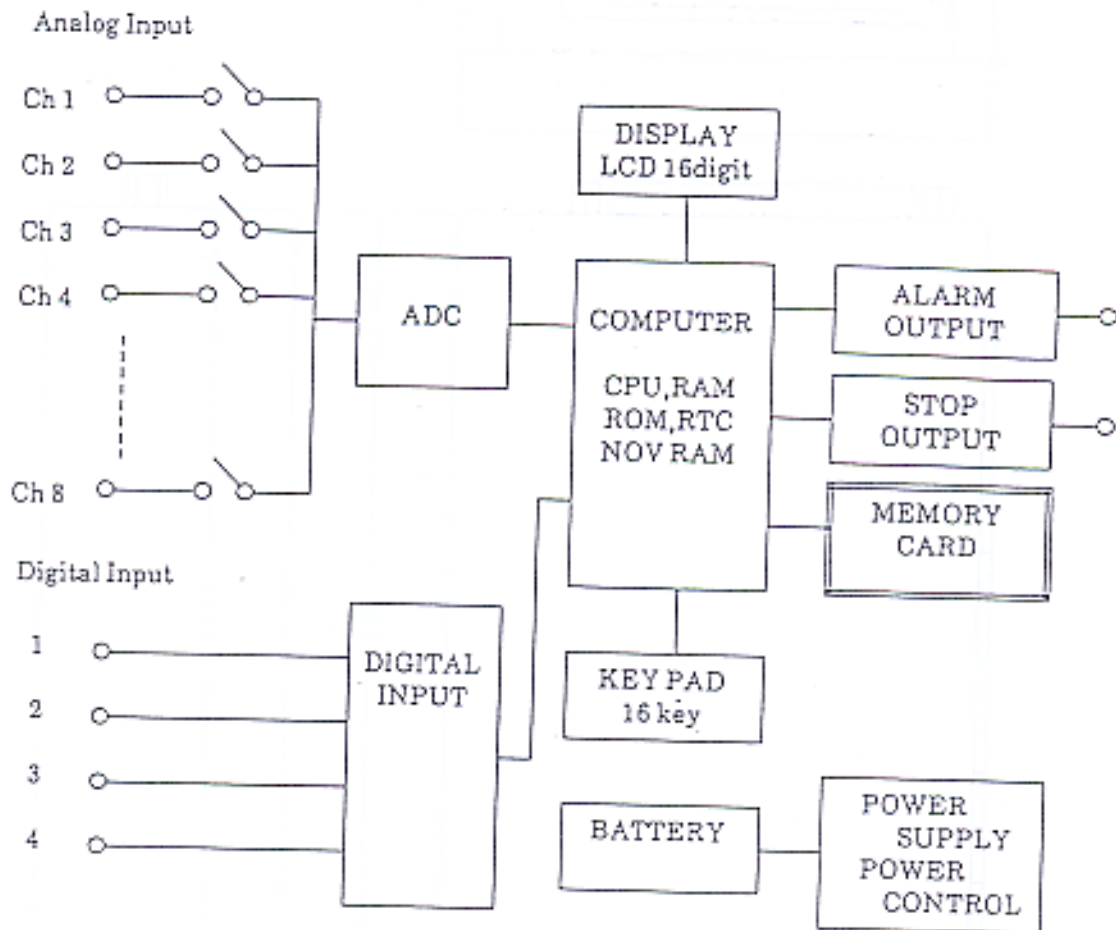 Analog Input
Ch 1
Ch 2
Ch 3
Ch 4
Ch 8
ADC
DISPLAY
LCD 16digit
COMPUTER
CPU,RAM
ROM,RTC
NOV RAM
ALARM
OUTPUT
STOP
OUTPUT
MEMORY
CARD
KEY PAD
16 key
Digital Input
1
2
3
4
DIGITAL
INPUT
BATTERY
POWER
SUPPLY
POWER
CONTROL